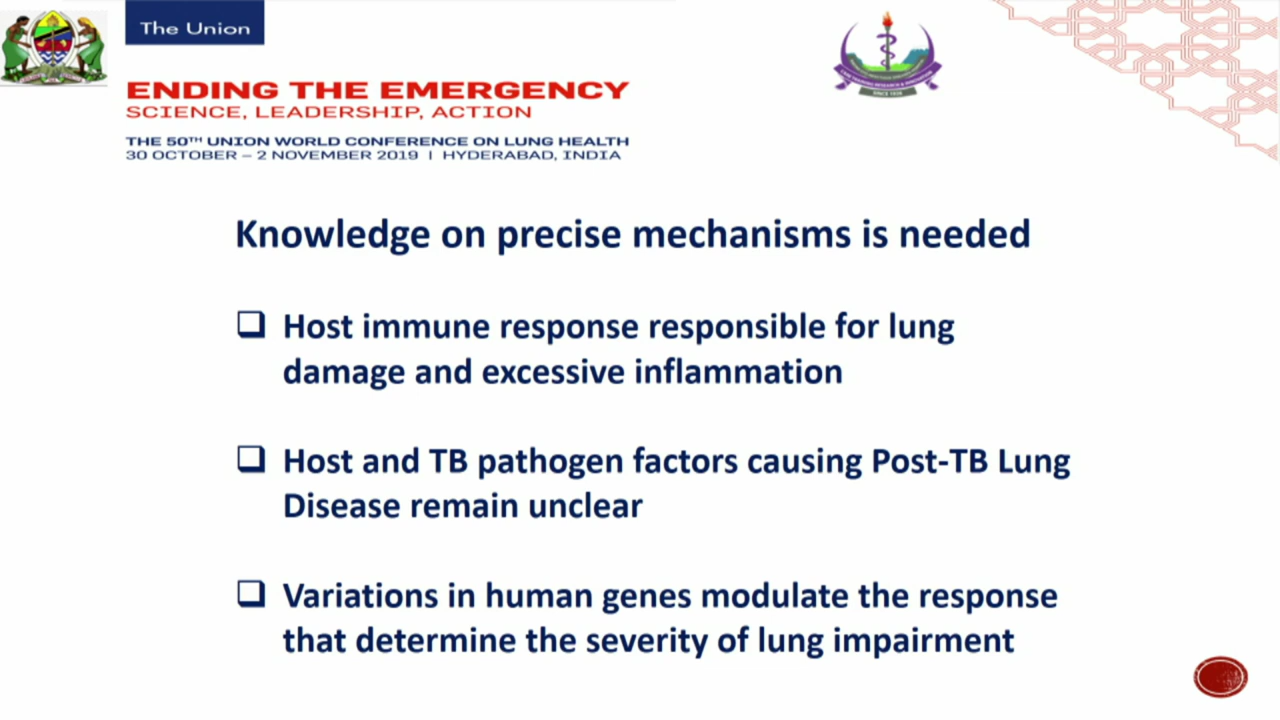 The Union
ENDING THE EMERGENCY
SCIENCE, LEADERSHIP, ACTION
THE 50TH UNION WORLD CONFERENCE ON LUNG HEALTH
30 OCTOBER – 2 NOVEMBER 2019 | HYDERABAD, INDIA
SINCE 1926
Knowledge on precise mechanisms is needed
❑ Host immune response responsible for lung
damage and excessive inflammation
❑ Host and TB pathogen factors causing Post-TB Lung
Disease remain unclear
❑ Variations in human genes modulate the response
that determine the severity of lung impairment